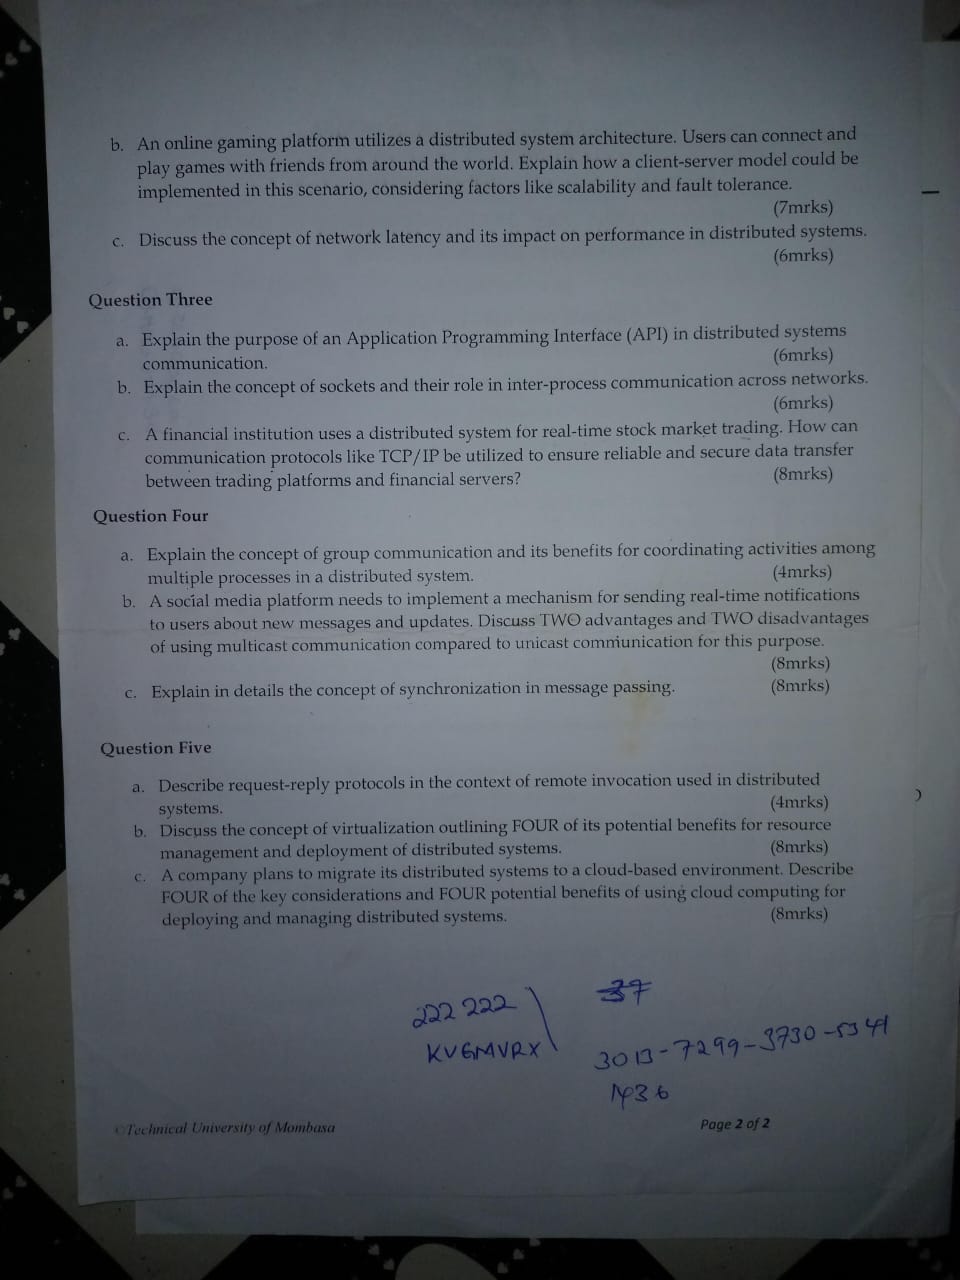 b. An online gaming platform utilizes a distributed system architecture. Users can connect and
play games with friends from around the world. Explain how a client-server model could be
implemented in this scenario, considering factors like scalability and fault tolerance.
(7mrks)
c. Discuss the concept of network latency and its impact on performance in distributed systems.
(6mrks)
Question Three
a. Explain the purpose of an Application Programming Interface (API) in distributed systems
communication. (6mrks)
b. Explain the concept of sockets and their role in inter-process communication across networks.
(6mrks)
c. A financial institution uses a distributed system for real-time stock market trading. How can
communication protocols like TCP/IP be utilized to ensure reliable and secure data transfer
between trading platforms and financial servers? (8mrks)
Question Four
a. Explain the concept of group communication and its benefits for coordinating activities among
multiple processes in a distributed system. (4mrks)
b. A social media platform needs to implement a mechanism for sending real-time notifications
to users about new messages and updates. Discuss TWO advantages and TWO disadvantages
of using multicast communication compared to unicast communication for this purpose.
(8mrks)
c. Explain in details the concept of synchronization in message passing. (8mrks)
Question Five
a. Describe request-reply protocols in the context of remote invocation used in distributed
systems. (4mrks)
b. Discuss the concept of virtualization outlining FOUR of its potential benefits for resource
management and deployment of distributed systems. (8mrks)
c. A company plans to migrate its distributed systems to a cloud-based environment. Describe
FOUR of the key considerations and FOUR potential benefits of using cloud computing for
deploying and managing distributed systems. (8mrks)
222 222
37
KVGMVRX
3013-7299-3730-5341
©Technical University of Mombasa
Page 2 of 2